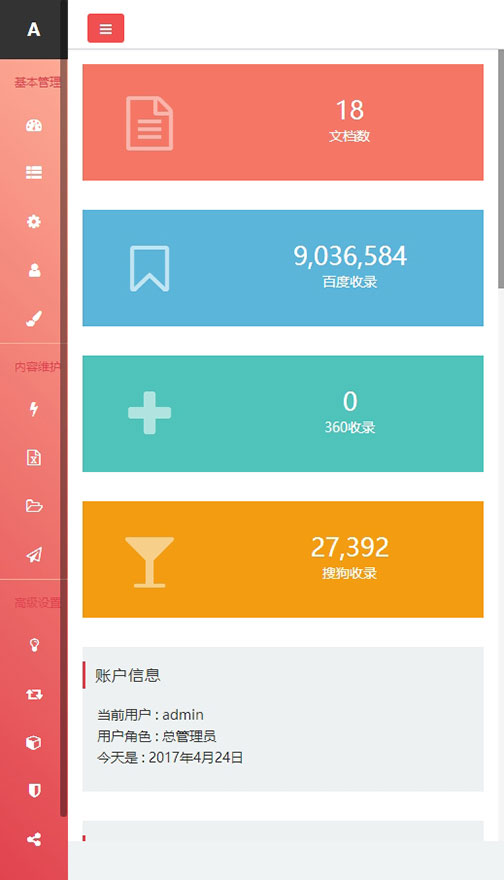 A
基本管理
内容维护
高级设置
18
文档数
9,036,584
百度收录
0
360收录
27,392
搜狗收录
账户信息
当前用户 : admin
用户角色 : 总管理员
今天是 : 2017年4月24日